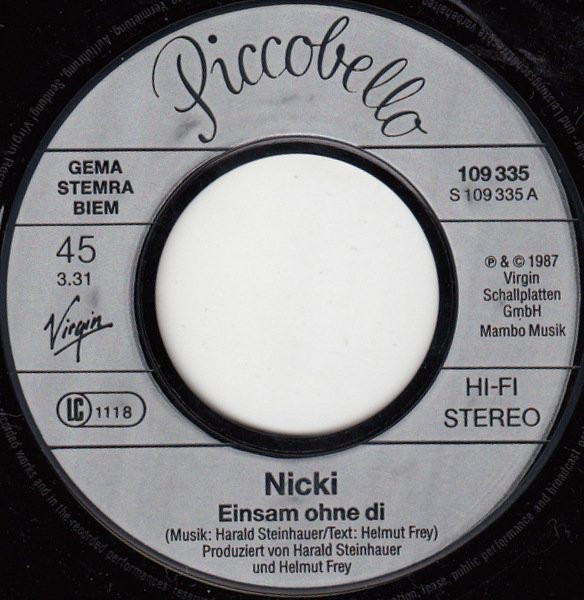 Piccobello
GEMA
STEMRA
BIEM
109 335
S 109 335 A
45
3.31
Virgin
℗ & © 1987
Virgin
Schallplatten
GmbH
Mambo Musik
LC 1118
HI-FI
STEREO
Nicki
Einsam ohne di
(Musik: Harald Steinhauer/Text: Helmut Frey)
Produziert von Harald Steinhauer
und Helmut Frey